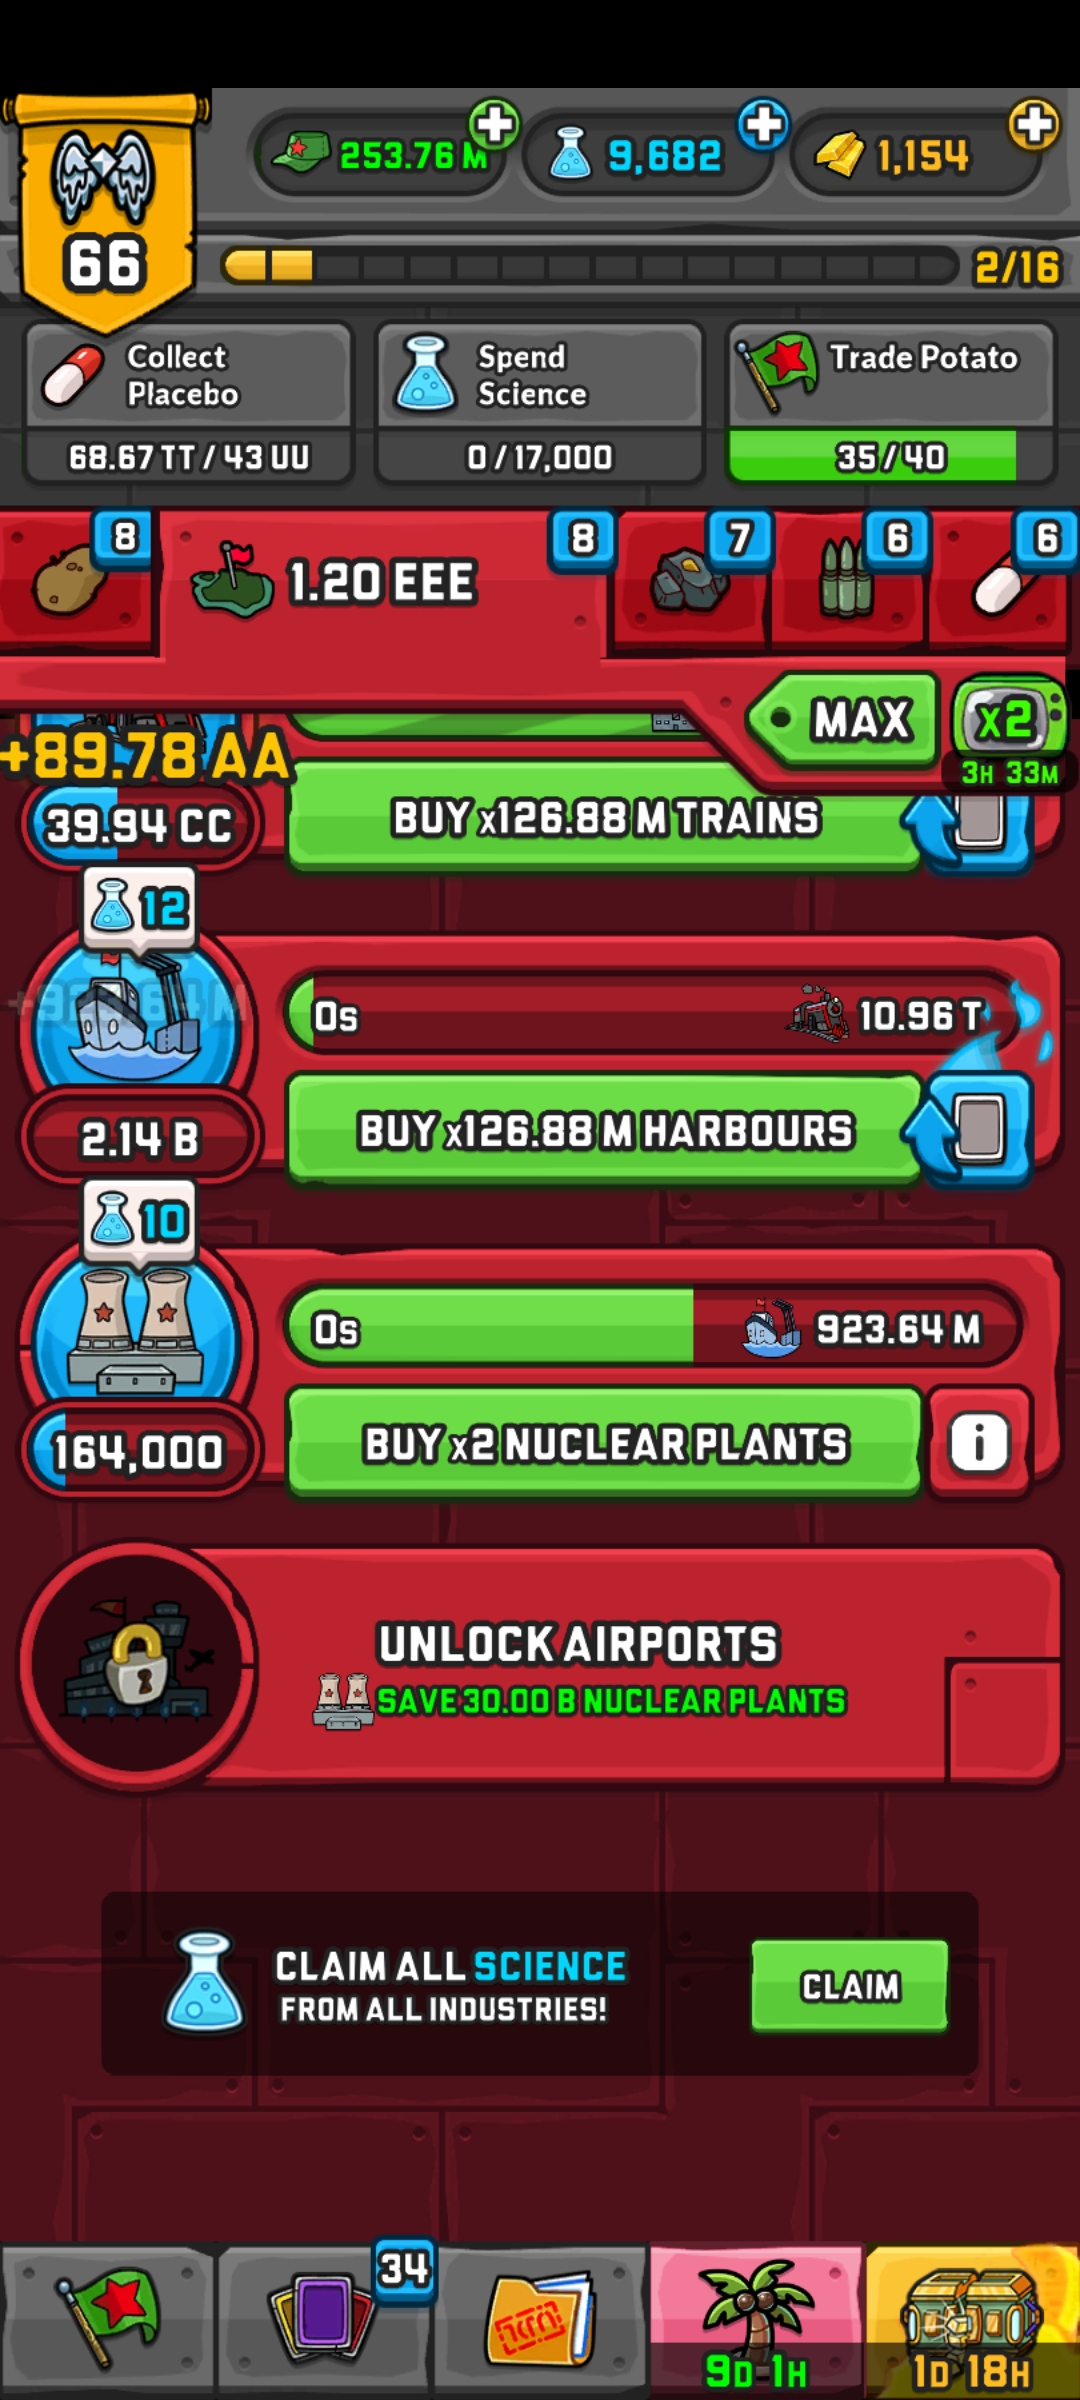 253.76 M
9,682
1,154
66
2/16
Collect
Placebo
68.67 TT / 43 UU
Spend
Science
0 / 17,000
Trade Potato
35 / 40
8
1.20 EEE
8
7
6
6
MAX
x2
3H 33M
+89.78 AA
39.94 CC
BUY x126.88 M TRAINS
12
+923.64 M
0s
10.96 T
2.14 B
BUY x126.88 M HARBOURS
10
0s
923.64 M
164,000
BUY x2 NUCLEAR PLANTS
i
UNLOCK AIRPORTS
SAVE 30.00 B NUCLEAR PLANTS
CLAIM ALL SCIENCE
FROM ALL INDUSTRIES!
CLAIM
34
9D 1H
1D 18H